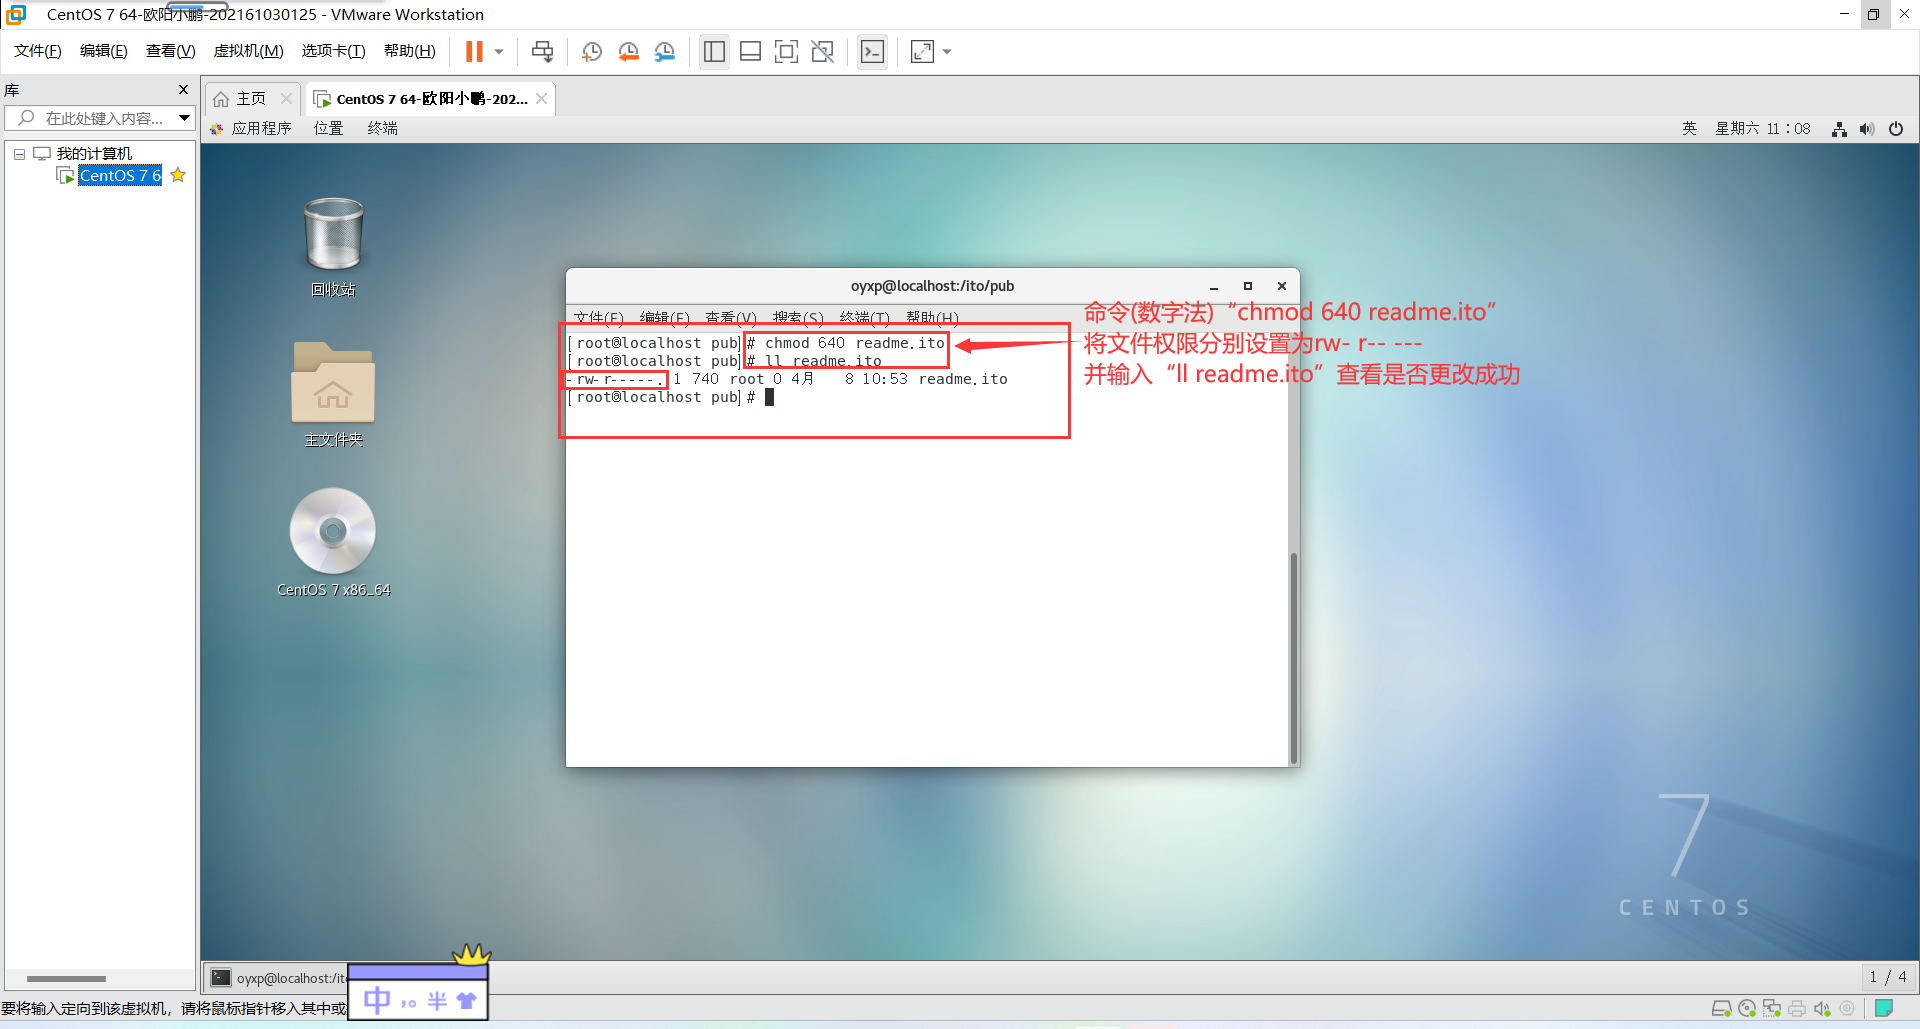 CentOS 7 64-欧阳小鹏-202161030125 - VMware Workstation
文件(F) 编辑(E) 查看(V) 虚拟机(M) 选项卡(T) 帮助(H)
库
主页
CentOS 7 64-欧阳小鹏-202...
在此处键入内容...
应用程序 位置 终端
英 星期六 11：08
我的计算机
CentOS 7 6
回收站
主文件夹
CentOS 7 x86_64
oyxp@localhost:/ito/pub
文件(F) 编辑(E) 查看(V) 搜索(S) 终端(T) 帮助(H)
[root@localhost pub]# chmod 640 readme.ito
[root@localhost pub]# ll readme.ito
-rw-r-----. 1 740 root 0 4月 8 10:53 readme.ito
[root@localhost pub]#
命令(数字法)“chmod 640 readme.ito”
将文件权限分别设置为rw- r-- ---
并输入“ll readme.ito”查看是否更改成功
7
CENTOS
oyxp@localhost:/ito
1 / 4
中 ,。半
要将输入定向到该虚拟机，请将鼠标指针移入其中或